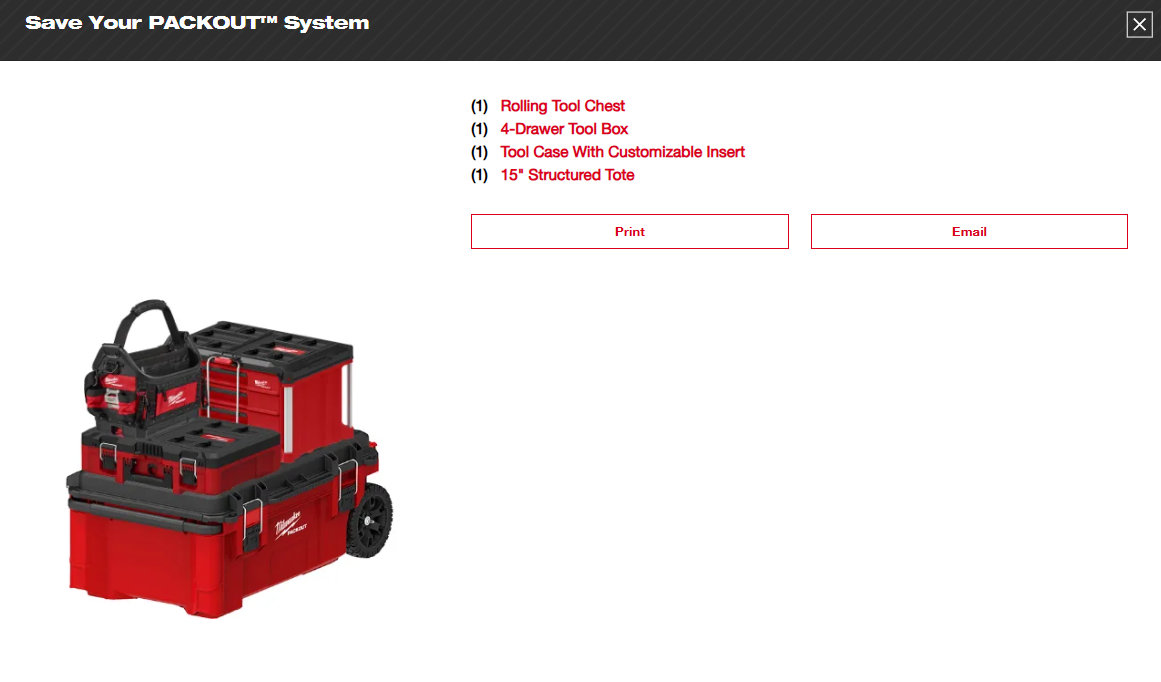 Save Your PACKOUT™ System
(1) Rolling Tool Chest
(1) 4-Drawer Tool Box
(1) Tool Case With Customizable Insert
(1) 15" Structured Tote
Print Email
Milwaukee
Milwaukee
Milwaukee
PACKOUT